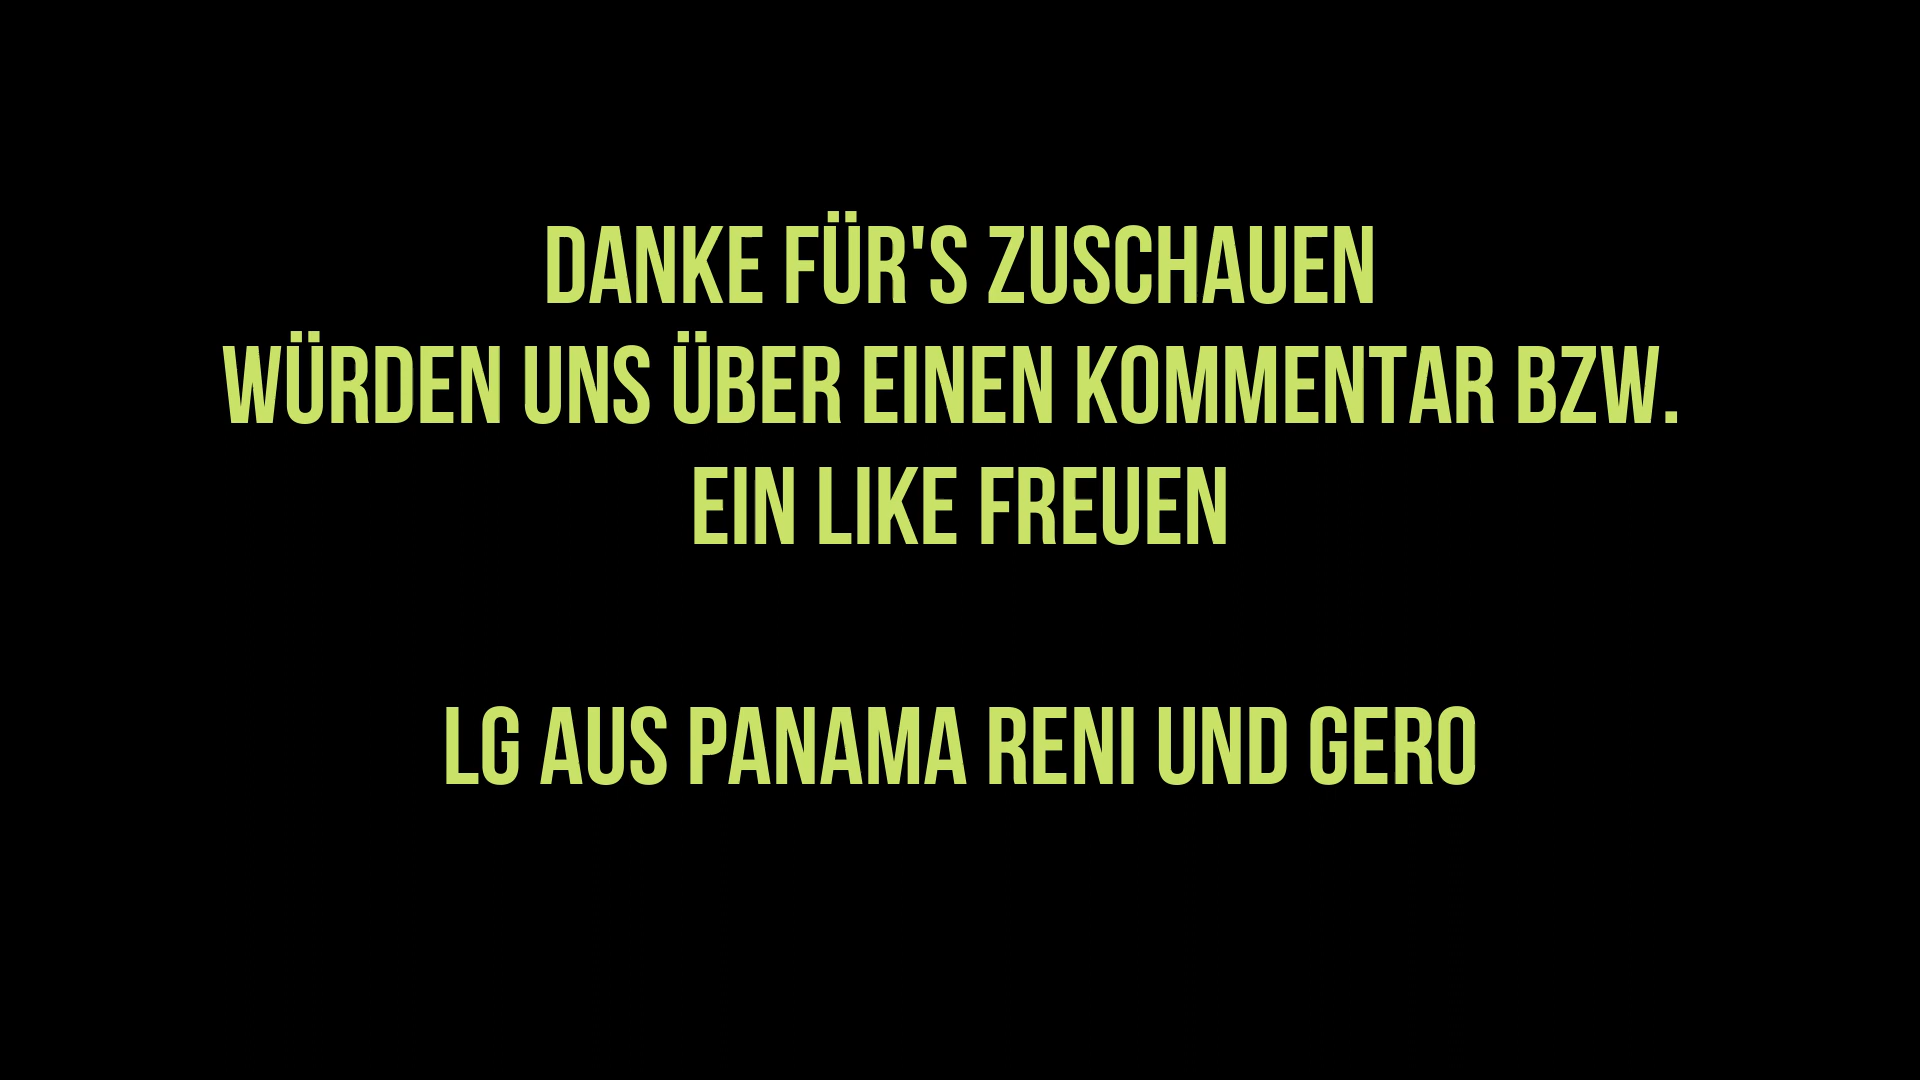 DANKE FÜR'S ZUSCHAUEN
WÜRDEN UNS ÜBER EINEN KOMMENTAR BZW.
EIN LIKE FREUEN
LG AUS PANAMA RENI UND GERO